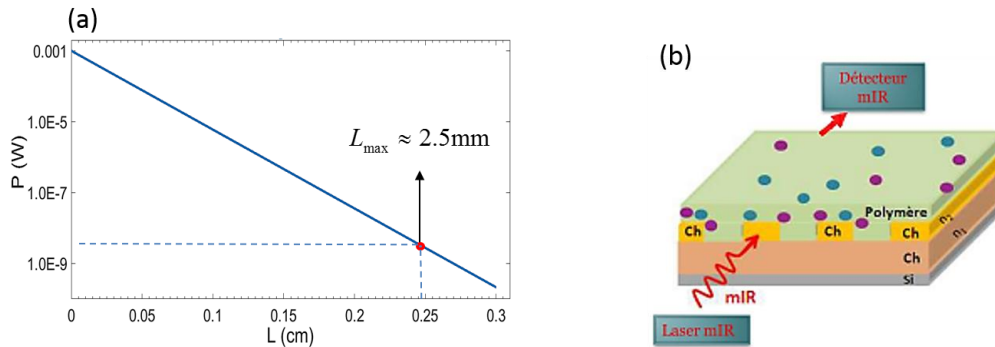 (a)
0.001
1.0E-5
1.0E-7
1.0E-9
P (W)
L_max ≈ 2.5mm
0 0.05 0.1 0.15 0.2 0.25 0.3
L (cm)
(b)
Détecteur
mIR
Polymère
n₂
n₁
Ch Ch Ch Ch
Ch
Si
mIR
Laser mIR